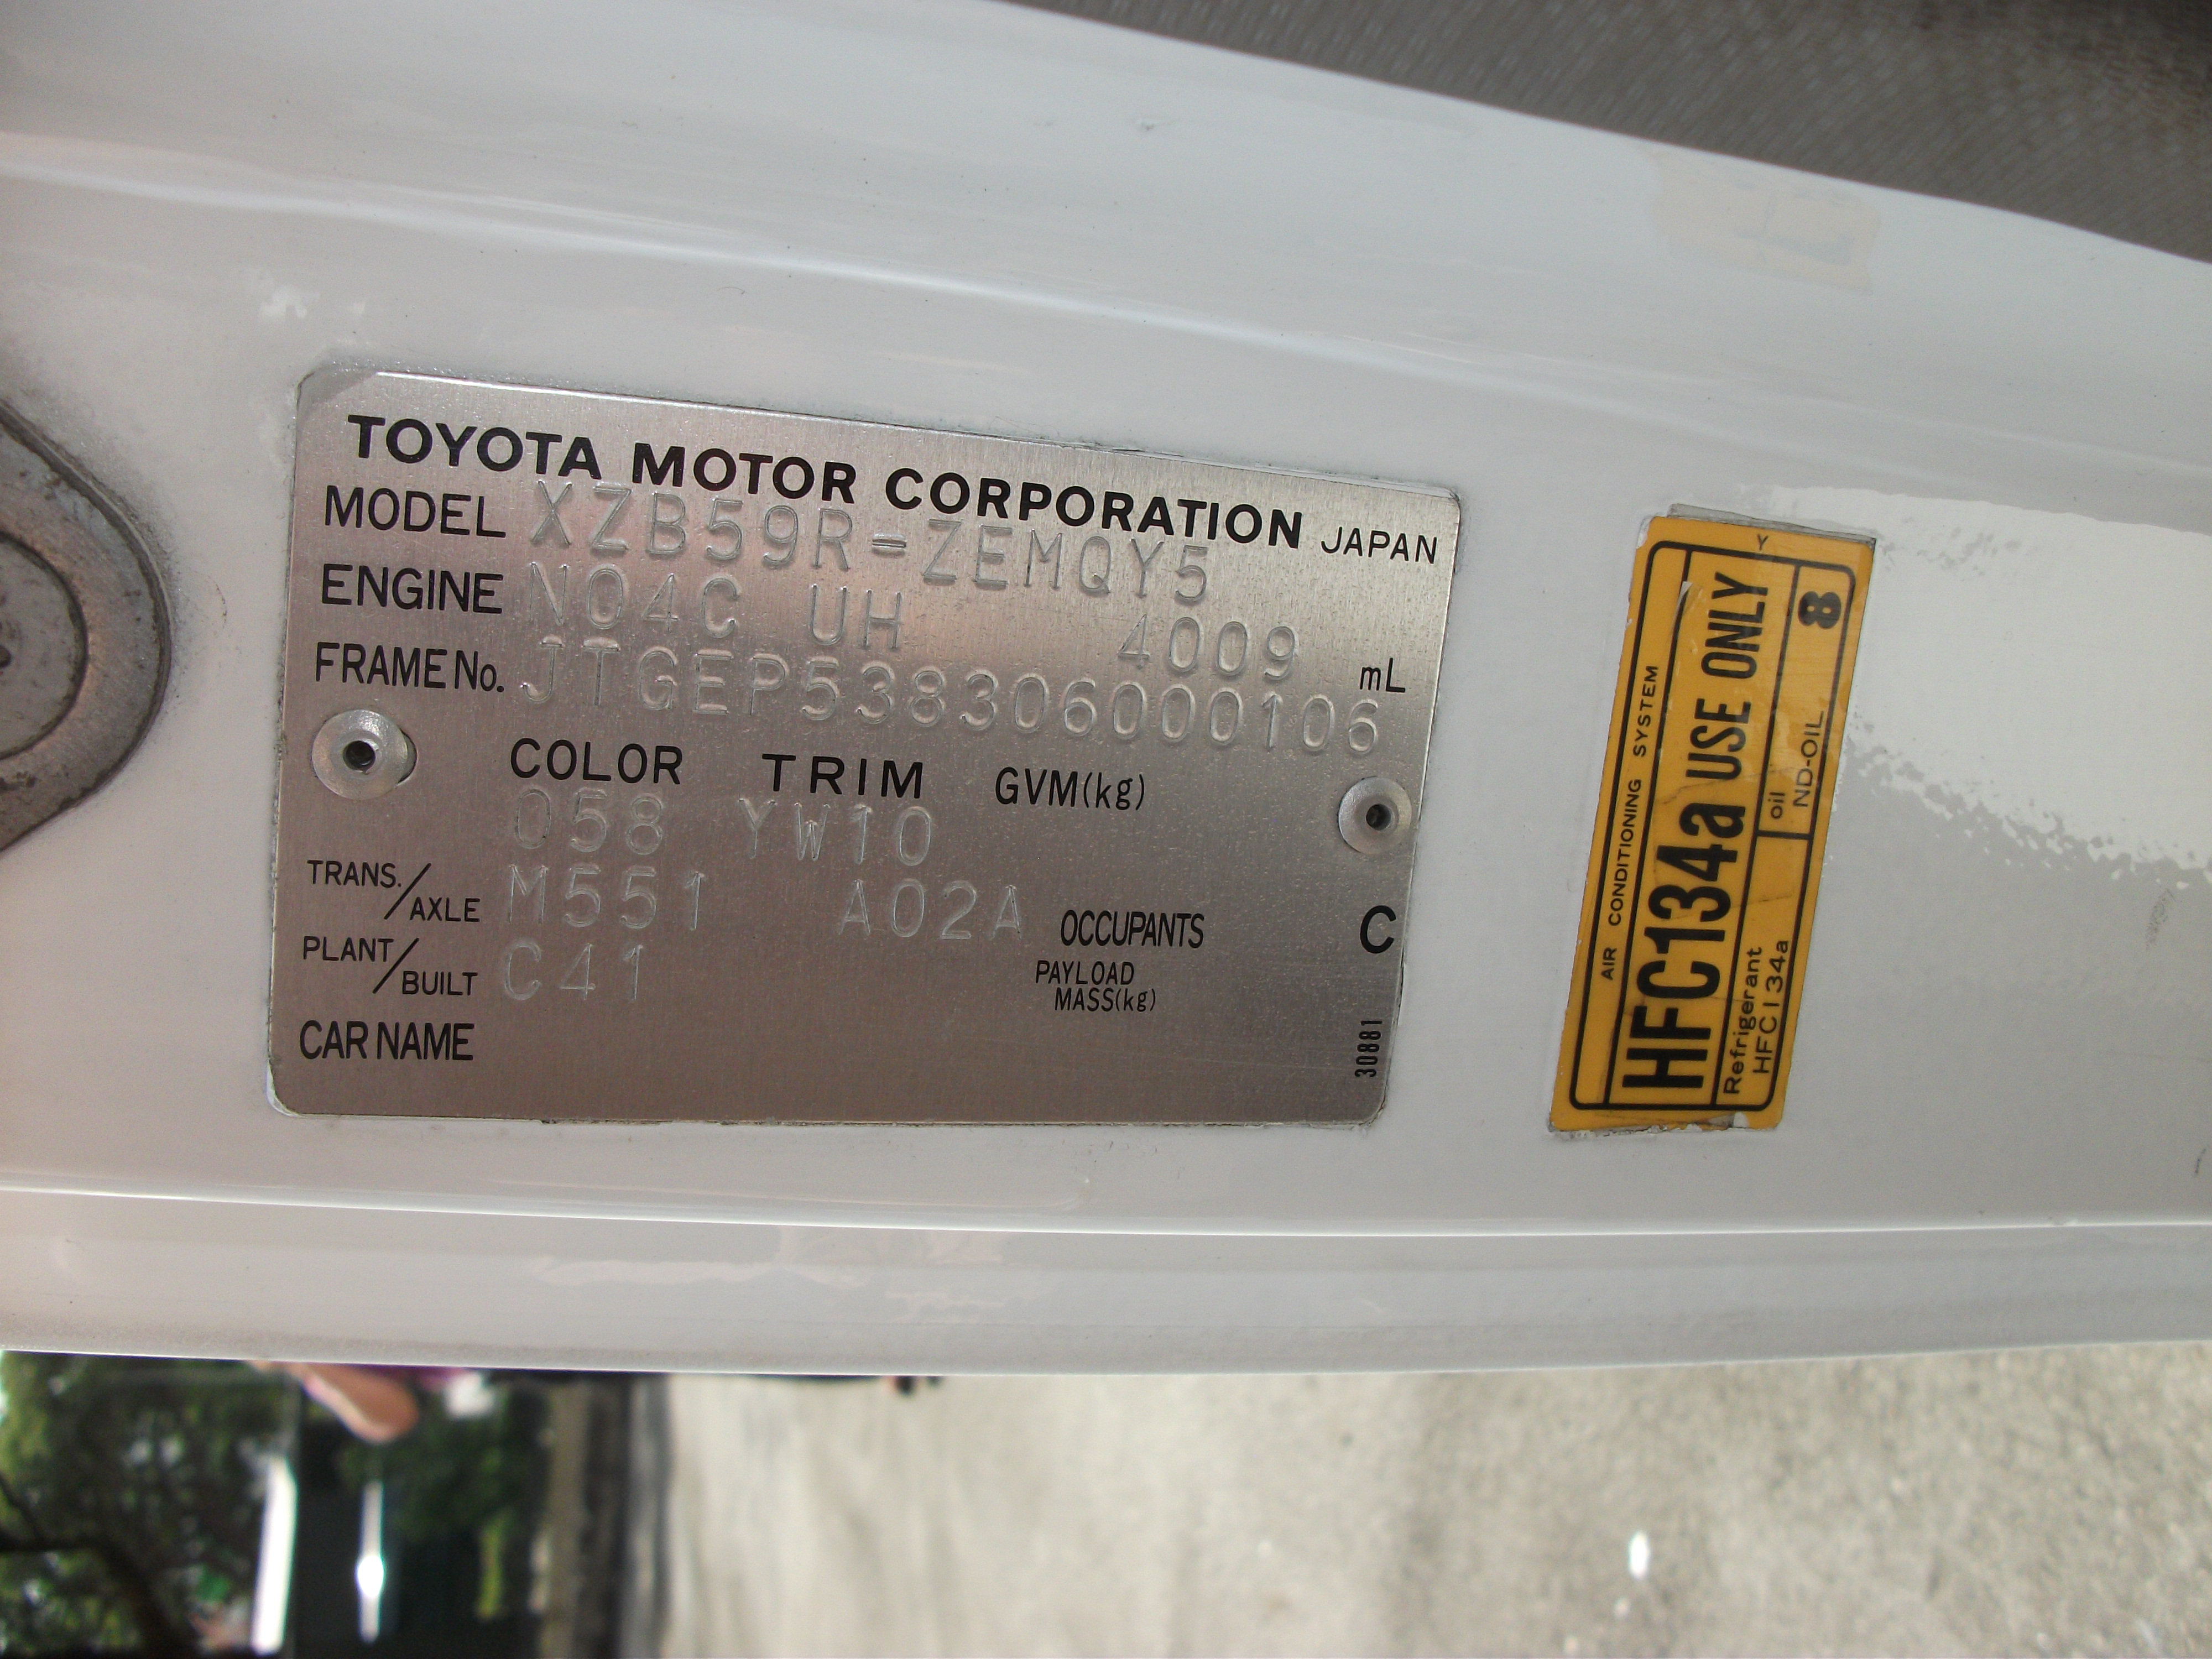 TOYOTA MOTOR CORPORATION JAPAN
MODEL XZB59R-ZEMQY5
ENGINE N04C UH 4009 mL
FRAME No. JTGEP538306000106
COLOR TRIM GVM(kg)
058 YW10
TRANS./AXLE M551 A02A OCCUPANTS C
PLANT/BUILT C41 PAYLOAD MASS(kg)
CAR NAME
30881
Y
AIR CONDITIONING SYSTEM
HFC134a USE ONLY
Refrigerant HFC134a
oil ND-OIL 8